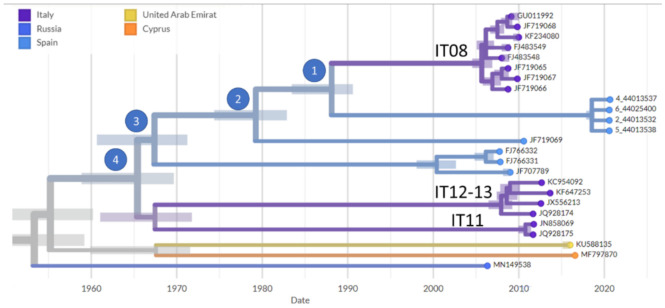 Italy
United Arab Emirat
Russia
Cyprus
Spain
GU011992
JF719068
KF234080
FJ483549
FJ483548
JF719065
JF719067
JF719066
IT08
1
4_44013537
6_44025400
2_44013532
5_44013538
2
JF719069
3
FJ766332
FJ766331
JF707789
4
KC954092
KF647253
JX556213
JQ928174
IT12-13
JN858069
JQ928175
IT11
KU588135
MF797870
MN149538
1960
1970
1980
1990
2000
2010
2020
Date